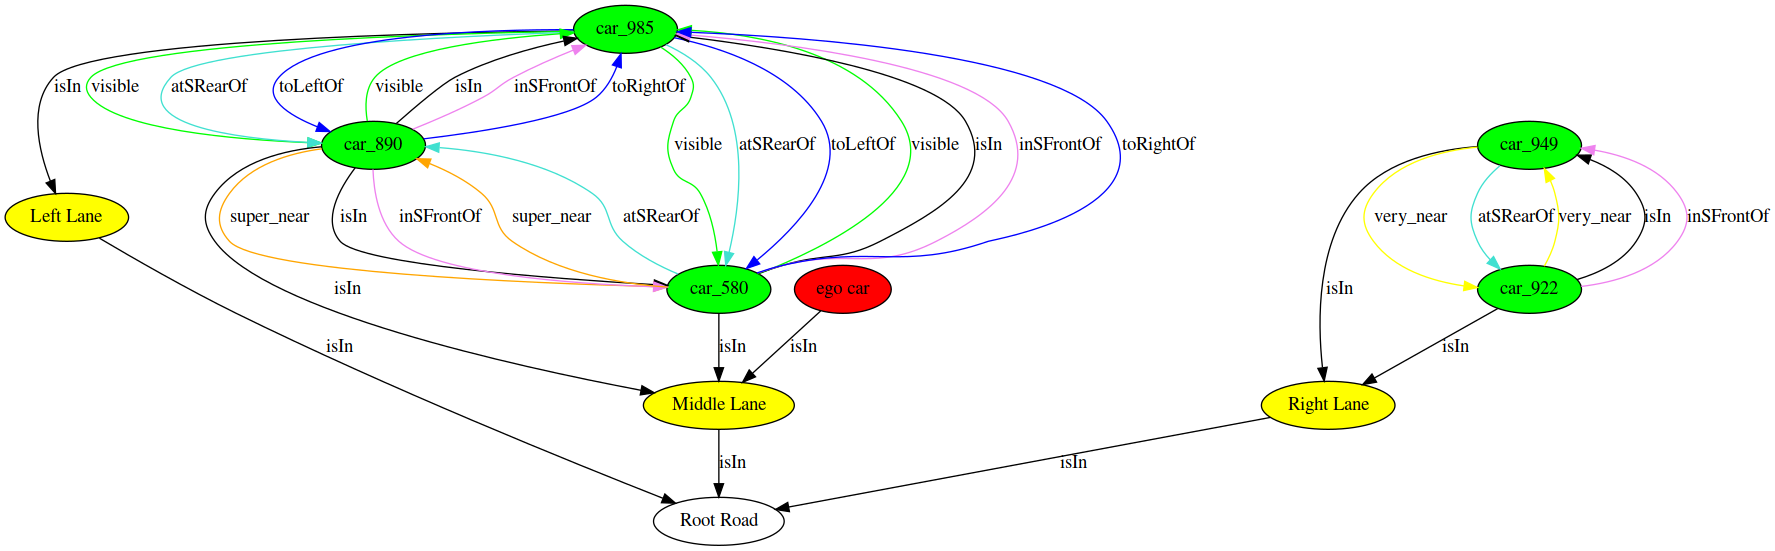 car_985
isIn
visible
atSRearOf
toLeftOf
visible
isIn
inSFrontOf
toRightOf
car_890
visible
atSRearOf
toLeftOf
visible
isIn
inSFrontOf
toRightOf
car_949
Left Lane
super_near
isIn
inSFrontOf
super_near
atSRearOf
very_near
atSRearOf
very_near
isIn
inSFrontOf
isIn
car_580
ego car
isIn
car_922
isIn
isIn
isIn
isIn
Middle Lane
Right Lane
isIn
isIn
Root Road